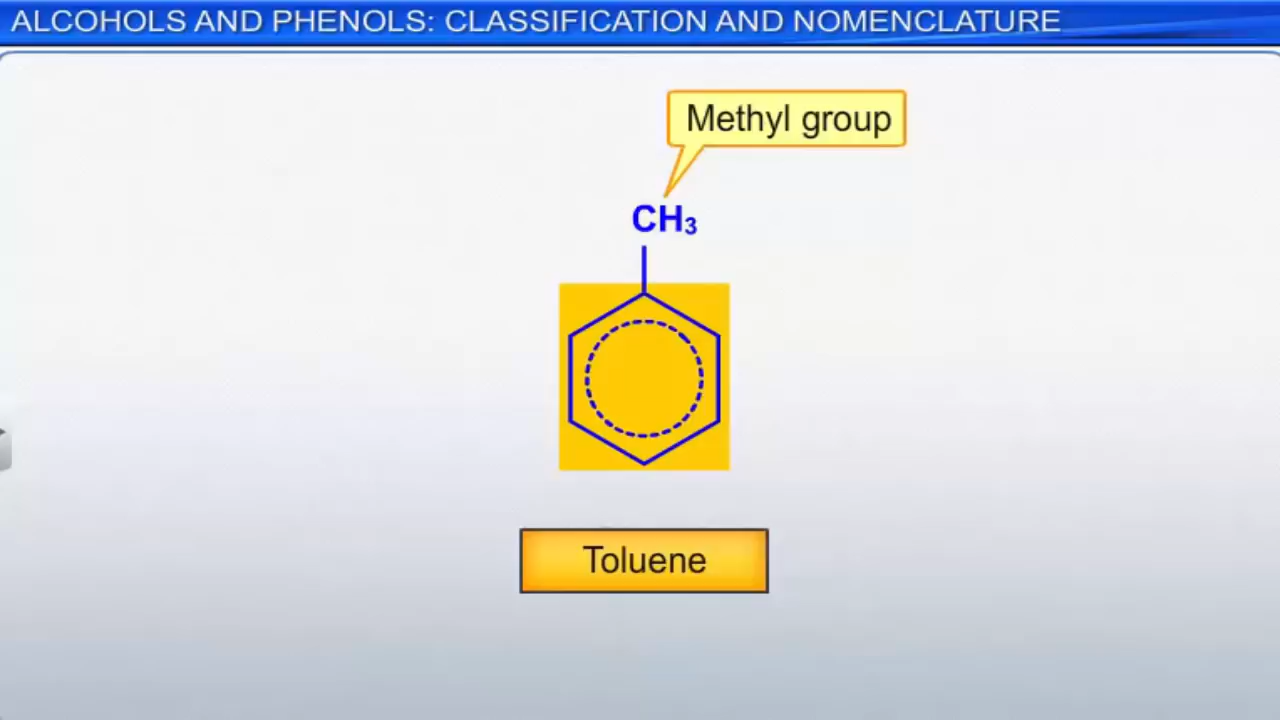 ALCOHOLS AND PHENOLS: CLASSIFICATION AND NOMENCLATURE
Methyl group
CH₃
Toluene